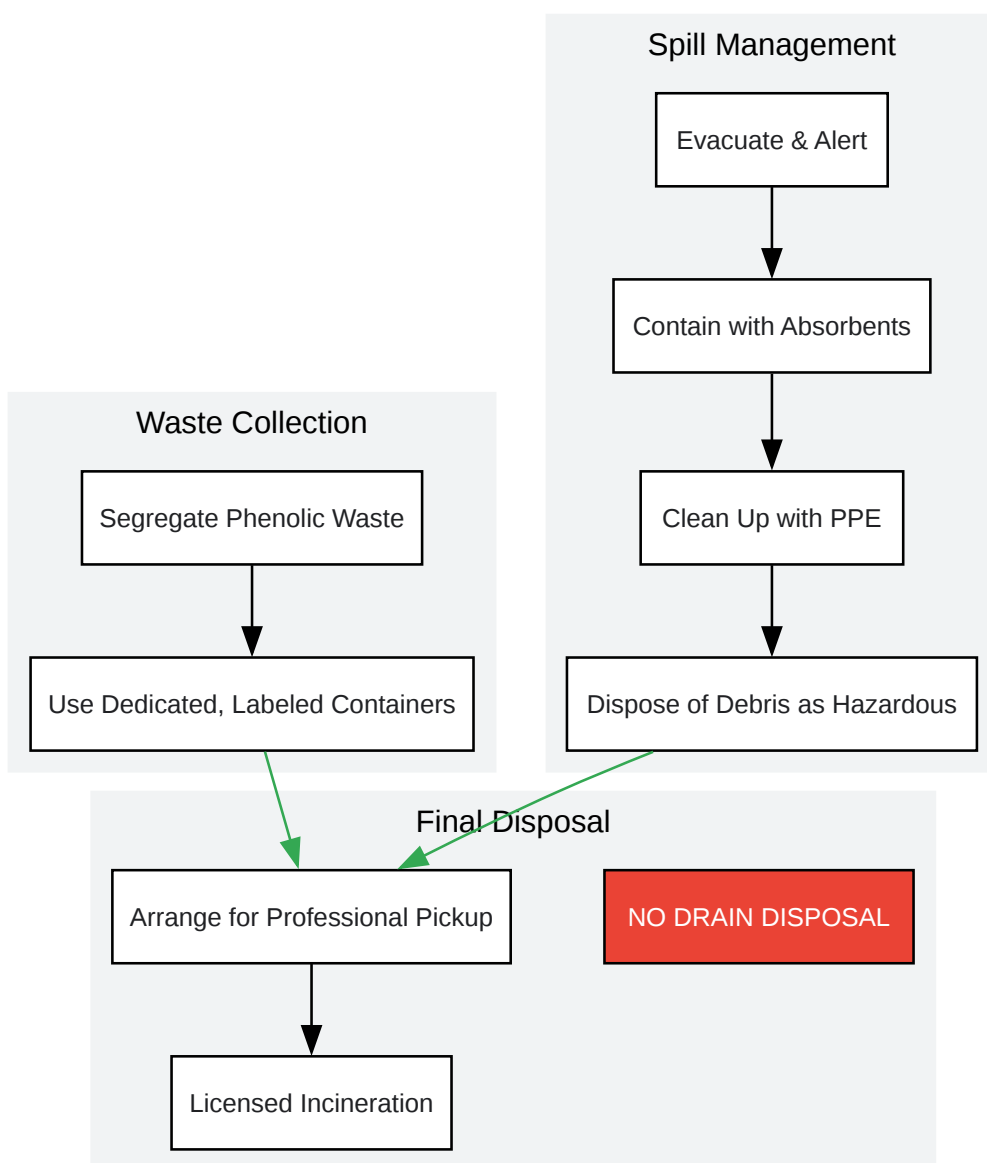 Spill Management
Evacuate & Alert
Contain with Absorbents
Clean Up with PPE
Dispose of Debris as Hazardous
Waste Collection
Segregate Phenolic Waste
Use Dedicated, Labeled Containers
Final Disposal
Arrange for Professional Pickup
NO DRAIN DISPOSAL
Licensed Incineration